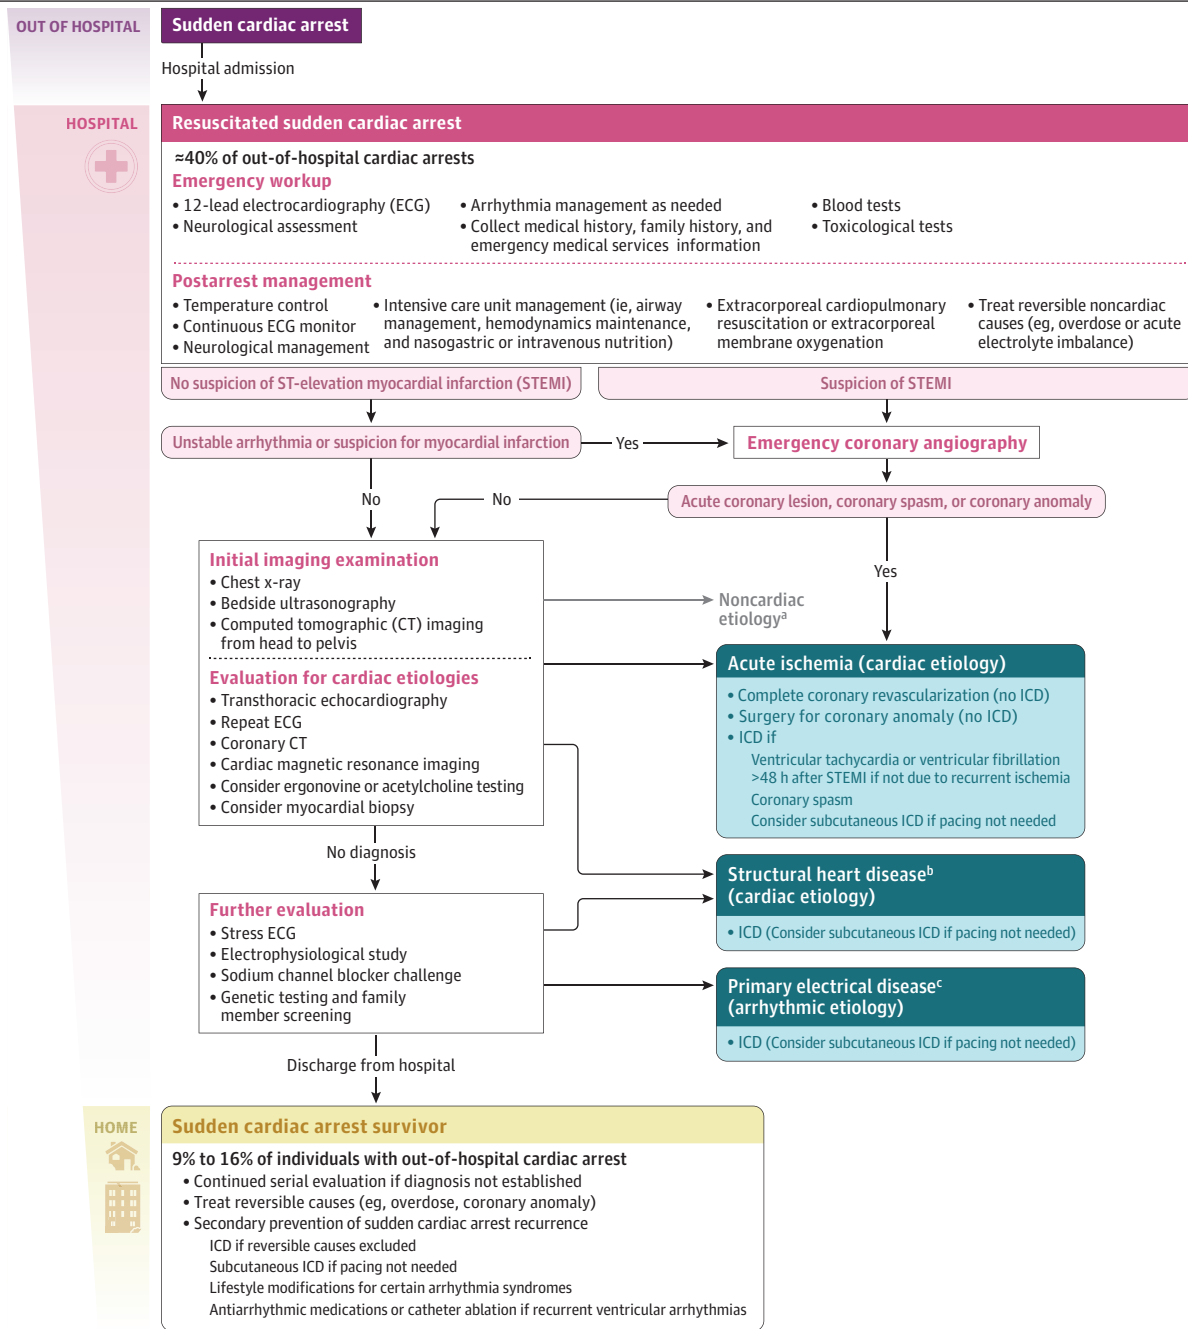 OUT OF HOSPITAL
Sudden cardiac arrest
Hospital admission
HOSPITAL
Resuscitated sudden cardiac arrest
≈40% of out-of-hospital cardiac arrests
Emergency workup
• 12-lead electrocardiography (ECG)
• Neurological assessment
• Arrhythmia management as needed
• Collect medical history, family history, and
emergency medical services information
• Blood tests
• Toxicological tests
Postarrest management
• Temperature control
• Continuous ECG monitor
• Neurological management
• Intensive care unit management (ie, airway
management, hemodynamics maintenance,
and nasogastric or intravenous nutrition)
• Extracorporeal cardiopulmonary
resuscitation or extracorporeal
membrane oxygenation
• Treat reversible noncardiac
causes (eg, overdose or acute
electrolyte imbalance)
No suspicion of ST-elevation myocardial infarction (STEMI)
Suspicion of STEMI
Unstable arrhythmia or suspicion for myocardial infarction
Yes
Emergency coronary angiography
No
No
Acute coronary lesion, coronary spasm, or coronary anomaly
Yes
Initial imaging examination
• Chest x-ray
• Bedside ultrasonography
• Computed tomographic (CT) imaging
from head to pelvis
Noncardiac
etiologyᵃ
Evaluation for cardiac etiologies
• Transthoracic echocardiography
• Repeat ECG
• Coronary CT
• Cardiac magnetic resonance imaging
• Consider ergonovine or acetylcholine testing
• Consider myocardial biopsy
Acute ischemia (cardiac etiology)
• Complete coronary revascularization (no ICD)
• Surgery for coronary anomaly (no ICD)
• ICD if
Ventricular tachycardia or ventricular fibrillation
>48 h after STEMI if not due to recurrent ischemia
Coronary spasm
Consider subcutaneous ICD if pacing not needed
No diagnosis
Structural heart diseaseᵇ
(cardiac etiology)
• ICD (Consider subcutaneous ICD if pacing not needed)
Further evaluation
• Stress ECG
• Electrophysiological study
• Sodium channel blocker challenge
• Genetic testing and family
member screening
Primary electrical diseaseᶜ
(arrhythmic etiology)
• ICD (Consider subcutaneous ICD if pacing not needed)
Discharge from hospital
HOME
Sudden cardiac arrest survivor
9% to 16% of individuals with out-of-hospital cardiac arrest
• Continued serial evaluation if diagnosis not established
• Treat reversible causes (eg, overdose, coronary anomaly)
• Secondary prevention of sudden cardiac arrest recurrence
ICD if reversible causes excluded
Subcutaneous ICD if pacing not needed
Lifestyle modifications for certain arrhythmia syndromes
Antiarrhythmic medications or catheter ablation if recurrent ventricular arrhythmias